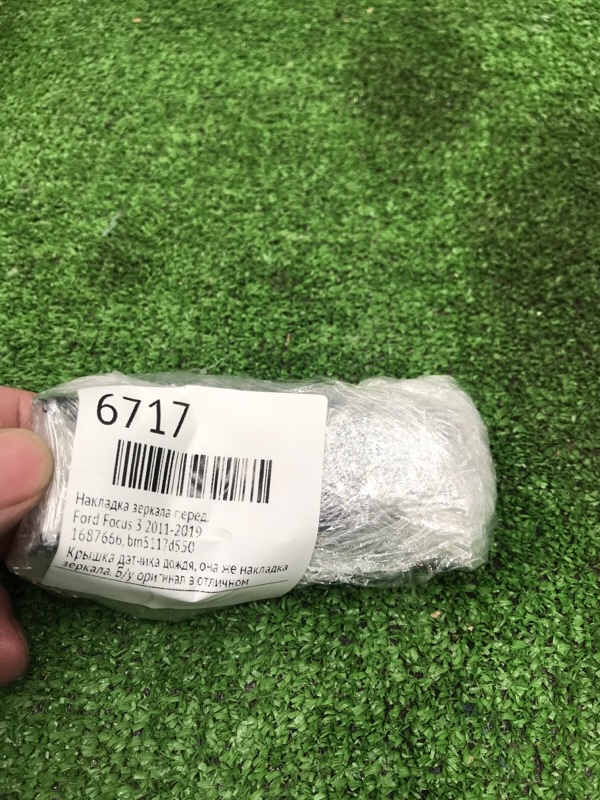 6717
Накладка зеркала перед.
Ford Focus 3 2011-2019
1687666, bm5117d550
Крышка датчика дождя, она же накладка
зеркала. Б/у оригинал в отличном